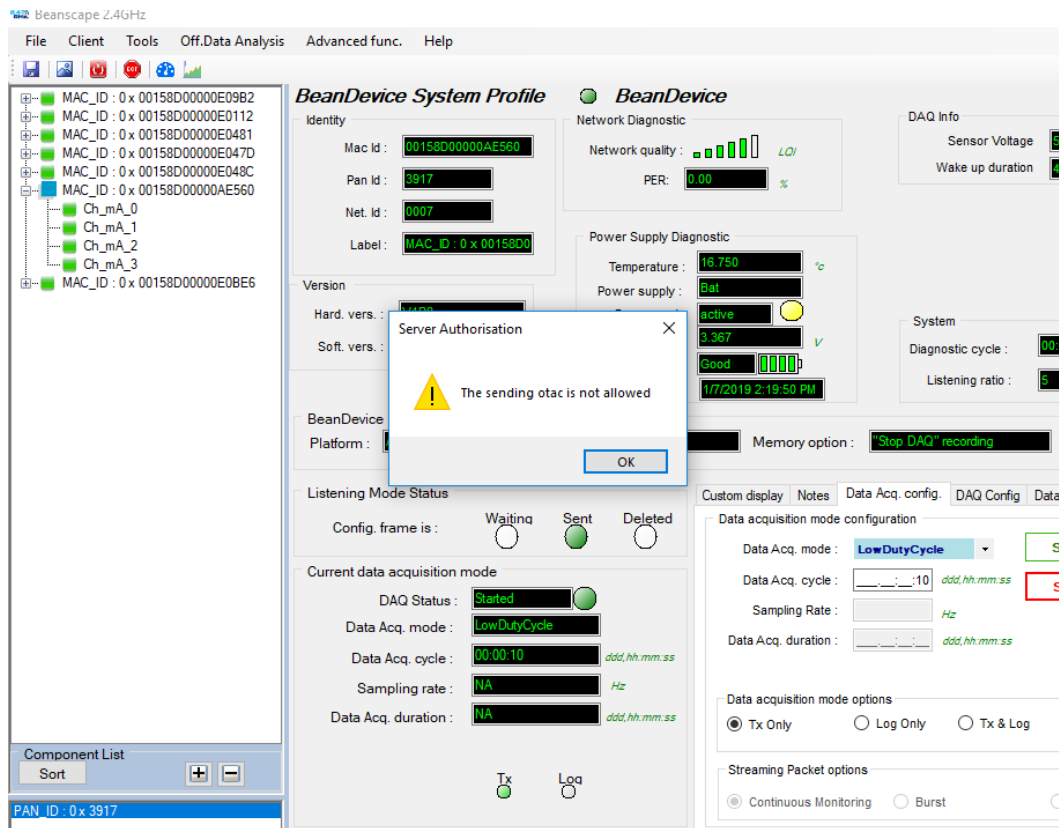 Beanscape 2.4GHz
File Client Tools Off.Data Analysis Advanced func. Help
MAC_ID : 0 x 00158D00000E09B2
MAC_ID : 0 x 00158D00000E0112
MAC_ID : 0 x 00158D00000E0481
MAC_ID : 0 x 00158D00000E047D
MAC_ID : 0 x 00158D00000E048C
MAC_ID : 0 x 00158D00000AE560
Ch_mA_0
Ch_mA_1
Ch_mA_2
Ch_mA_3
MAC_ID : 0 x 00158D00000E0BE6
Component List
Sort
PAN_ID : 0 x 3917
BeanDevice System Profile BeanDevice
Identity
Mac Id : 00158D00000AE560
Pan Id : 3917
Net. Id : 0007
Label : MAC_ID : 0 x 00158D0
Network Diagnostic
Network quality : LQI
PER: 0.00 %
DAQ Info
Sensor Voltage
Wake up duration
Version
Hard. vers. :
Soft. vers. :
Power Supply Diagnostic
Temperature : 16.750 °c
Power supply : Bat
active
3.367 V
Good
1/7/2019 2:19:50 PM
System
Diagnostic cycle : 00:
Listening ratio : 5
Server Authorisation
The sending otac is not allowed
OK
BeanDevice
Platform :
Memory option : "Stop DAQ" recording
Listening Mode Status
Waiting Sent Deleted
Config. frame is :
Current data acquisition mode
DAQ Status : Started
Data Acq. mode : LowDutyCycle
Data Acq. cycle : 00:00:10 ddd,hh:mm:ss
Sampling rate : NA Hz
Data Acq. duration : NA ddd,hh:mm:ss
Tx Log
Custom display Notes Data Acq. config. DAQ Config Data
Data acquisition mode configuration
Data Acq. mode : LowDutyCycle
Data Acq. cycle : ___.__:__:10 ddd,hh:mm:ss
Sampling Rate : Hz
Data Acq. duration : ___.__:__:__ ddd,hh:mm:ss
Data acquisition mode options
Tx Only Log Only Tx & Log
Streaming Packet options
Continuous Monitoring Burst